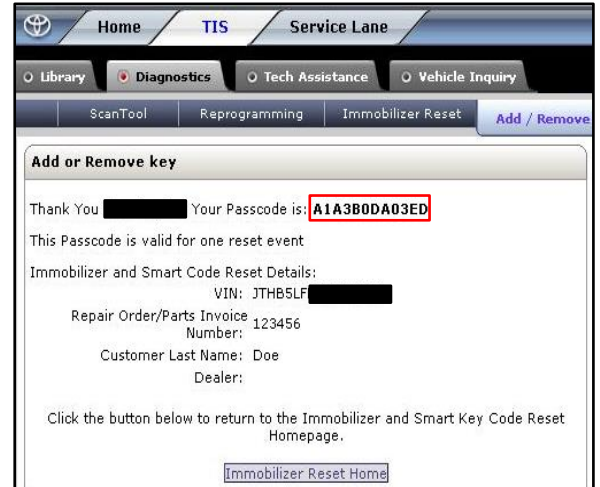 Home TIS Service Lane
Library Diagnostics Tech Assistance Vehicle Inquiry
ScanTool Reprogramming Immobilizer Reset Add / Remove
Add or Remove key
Thank You Your Passcode is: A1A3B0DA03ED
This Passcode is valid for one reset event
Immobilizer and Smart Code Reset Details:
VIN: JTHB5LF
Repair Order/Parts Invoice
Number: 123456
Customer Last Name: Doe
Dealer:
Click the button below to return to the Immobilizer and Smart Key Code Reset
Homepage.
Immobilizer Reset Home